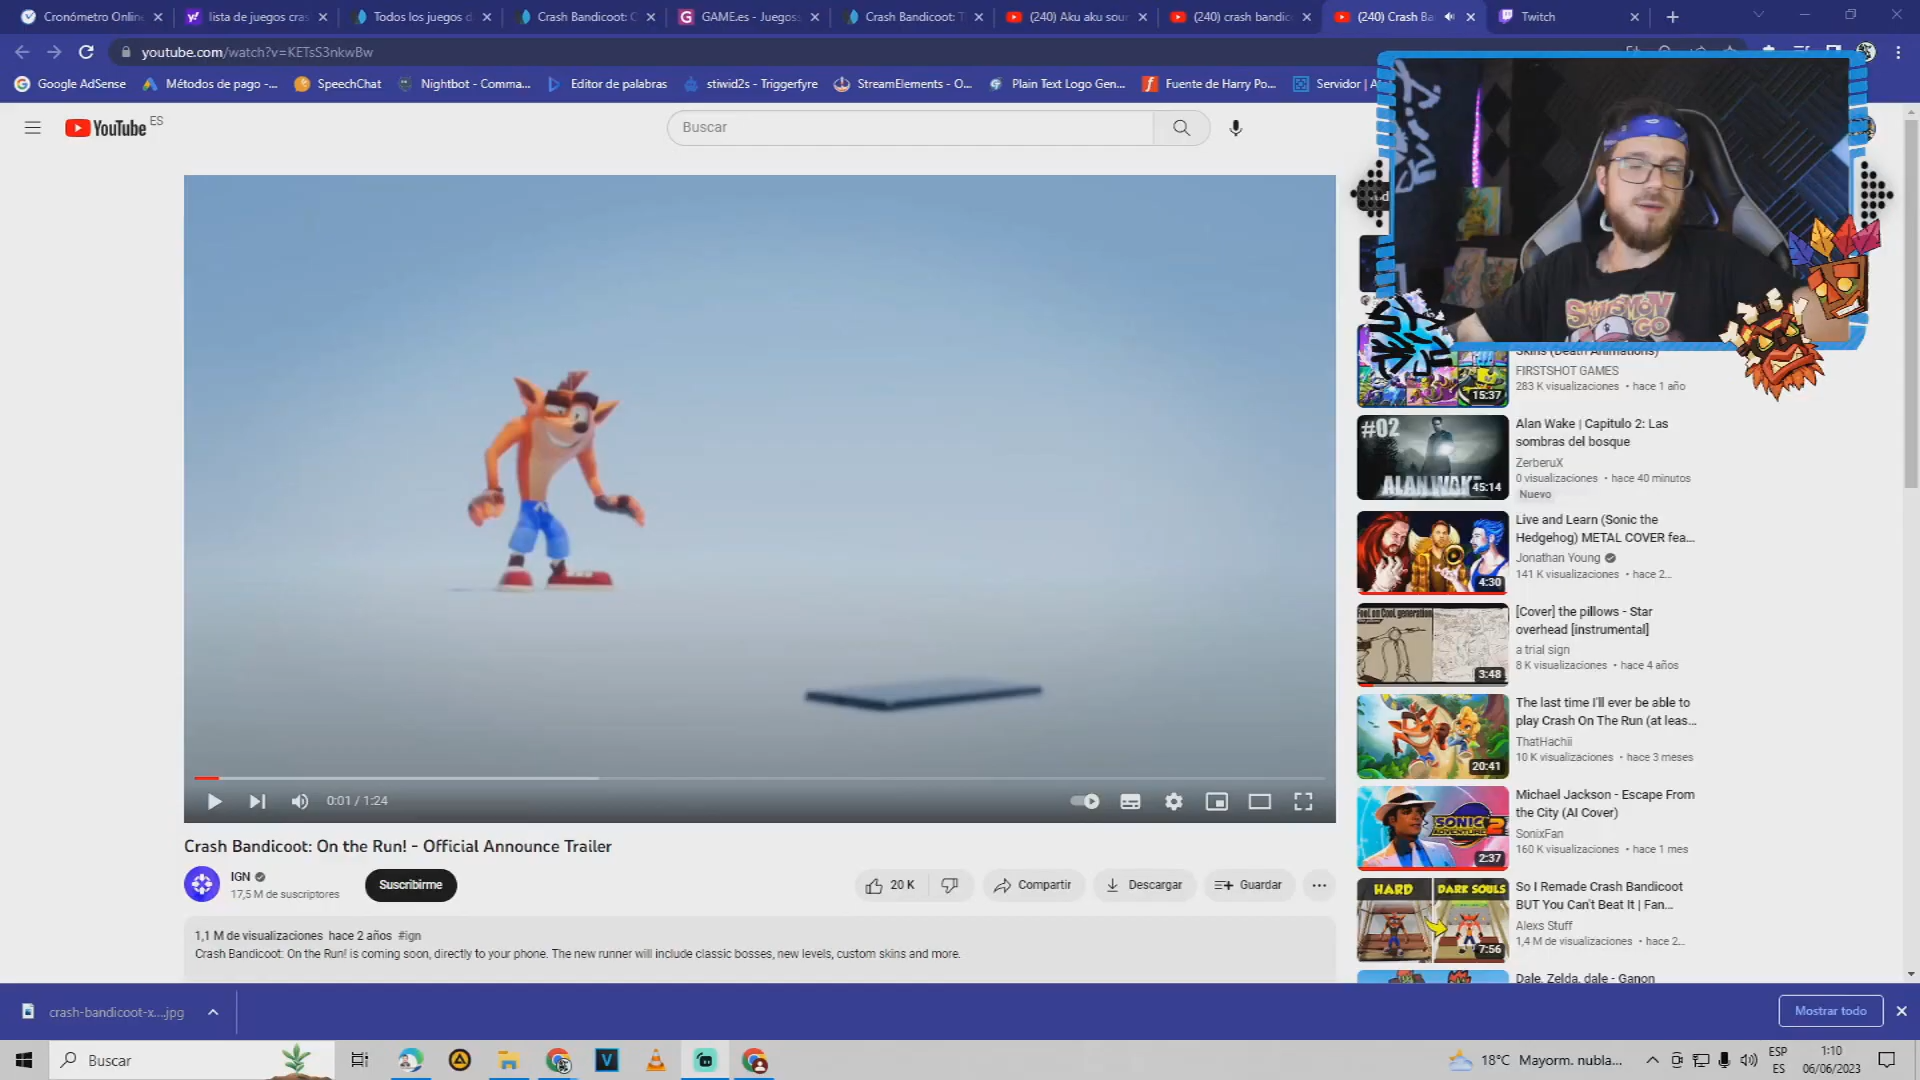 Cronómetro Onlin
lista de juegos cras
Todos los juegos d
Crash Bandicoot: C
GAME.es - Juegos
Crash Bandicoot: T
(240) Aku aku sour
(240) crash bandic
(240) Crash Ba
Twitch
youtube.com/watch?v=KETsS3nkwBw
Google AdSense
Métodos de pago -...
SpeechChat
Nightbot - Comma...
Editor de palabras
stiwid2s - Triggerfyre
StreamElements - O...
Plain Text Logo Gen...
Fuente de Harry Po...
Servidor | A
YouTube ES
Buscar
Skins (Death Animations)
FIRSTSHOT GAMES
283 K visualizaciones • hace 1 año
15:37
#02
ALAN WAKE
45:14
Alan Wake | Capitulo 2: Las
sombras del bosque
ZerberuX
0 visualizaciones • hace 40 minutos
Nuevo
4:30
Live and Learn (Sonic the
Hedgehog) METAL COVER fea...
Jonathan Young
141 K visualizaciones • hace 2...
3:48
[Cover] the pillows - Star
overhead [instrumental]
a trial sign
8 K visualizaciones • hace 4 años
20:41
The last time I'll ever be able to
play Crash On The Run (at leas...
ThatHachii
10 K visualizaciones • hace 3 meses
SONIC
ADVENTURE 2
2:37
Michael Jackson - Escape From
the City (AI Cover)
SonixFan
160 K visualizaciones • hace 1 mes
HARD
DARK SOULS
7:56
So I Remade Crash Bandicoot
BUT You Can't Beat It | Fan...
Alexs Stuff
1,4 M de visualizaciones • hace 2...
Dale, Zelda, dale - Ganon
0:01 / 1:24
Crash Bandicoot: On the Run! - Official Announce Trailer
IGN
17,5 M de suscriptores
Suscribirme
20 K
Compartir
Descargar
Guardar
1,1 M de visualizaciones hace 2 años #ign
Crash Bandicoot: On the Run! is coming soon, directly to your phone. The new runner will include classic bosses, new levels, custom skins and more.
crash-bandicoot-x....jpg
Mostrar todo
Buscar
18°C Mayorm. nubla...
ESP
ES
1:10
06/06/2023